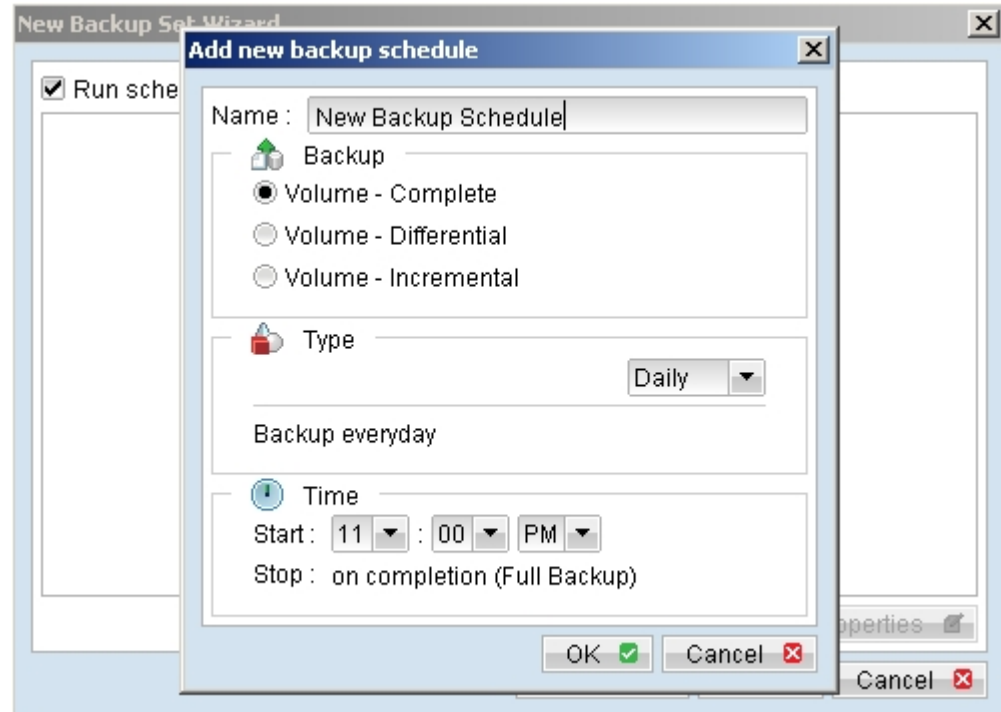 New Backup Set Wizard
Add new backup schedule
Run sche
Name : New Backup Schedule
Backup
Volume - Complete
Volume - Differential
Volume - Incremental
Type
Daily
Backup everyday
Time
Start : 11 : 00 PM
Stop : on completion (Full Backup)
operties
OK Cancel
Cancel